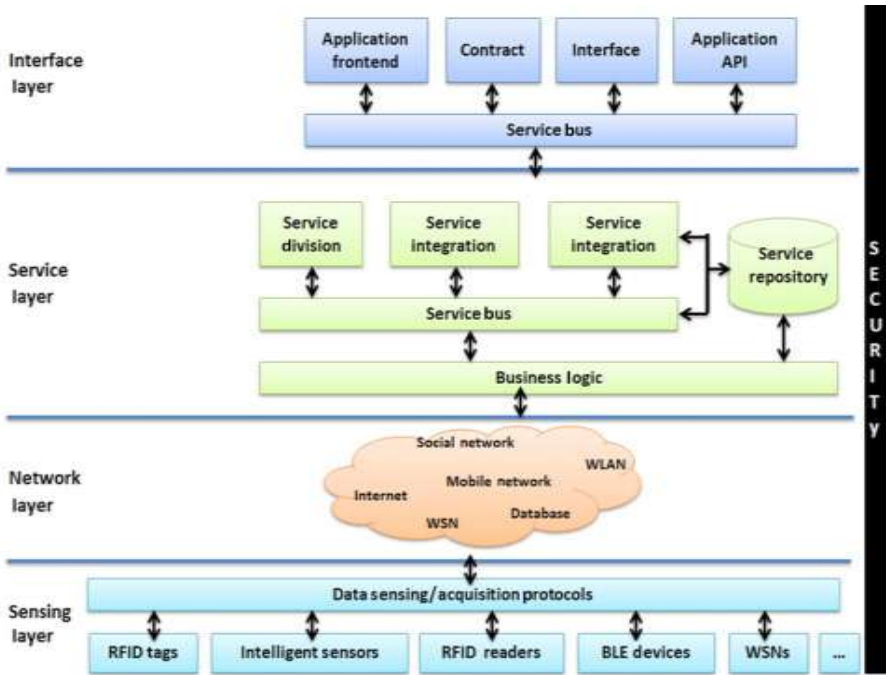 Interface
layer
Application
frontend
Contract
Interface
Application
API
Service bus
Service
layer
Service
division
Service
integration
Service
integration
Service
repository
Service bus
Business logic
Network
layer
Social network
WLAN
Mobile network
Internet
Database
WSN
Sensing
layer
Data sensing/acquisition protocols
RFID tags
Intelligent sensors
RFID readers
BLE devices
WSNs
...
S
E
C
U
R
I
T
y